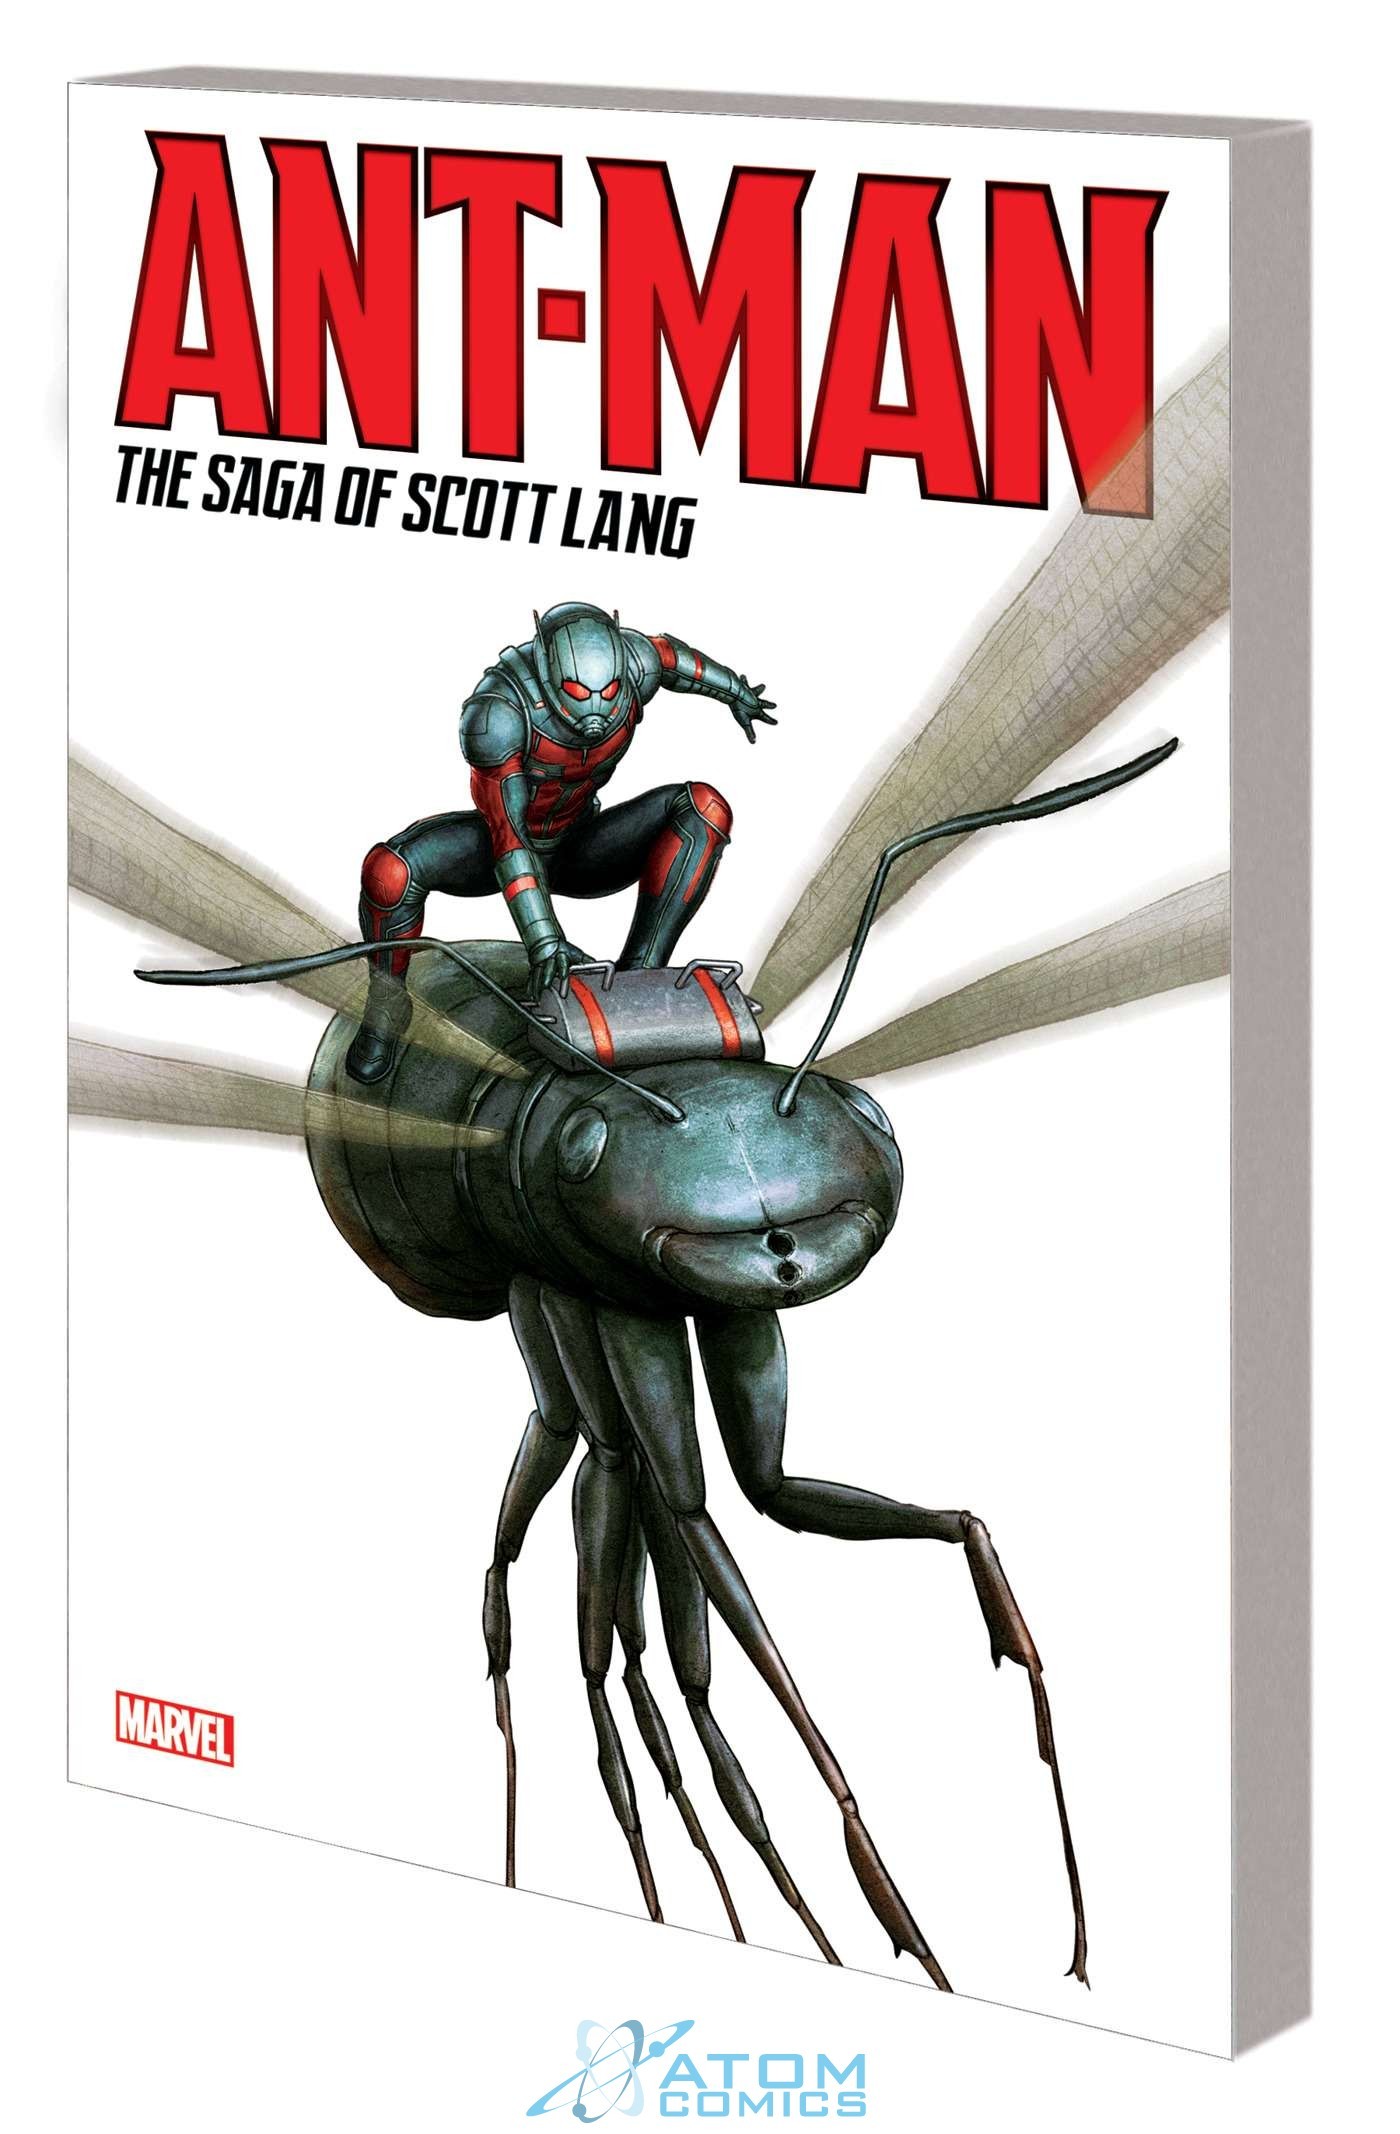 ANT-MAN
THE SAGA OF SCOTT LANG
MARVEL
ATOM
COMICS